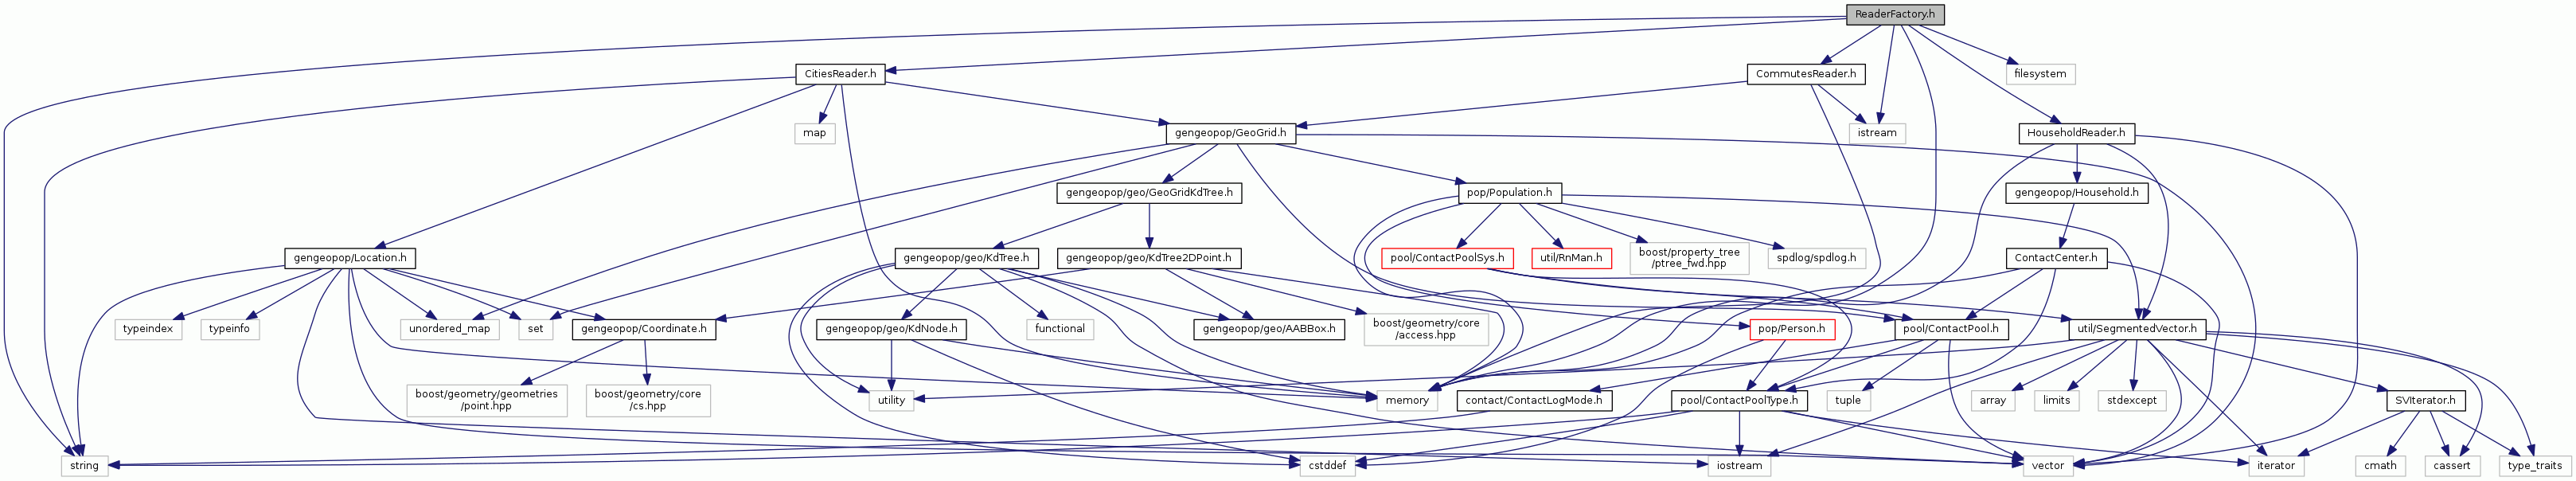 ReaderFactory.h
CitiesReader.h
CommutesReader.h
filesystem
map
gengeopop/GeoGrid.h
istream
HouseholdReader.h
gengeopop/geo/GeoGridKdTree.h
pop/Population.h
gengeopop/Household.h
gengeopop/Location.h
gengeopop/geo/KdTree.h
gengeopop/geo/KdTree2DPoint.h
pool/ContactPoolSys.h
util/RnMan.h
boost/property_tree
/ptree_fwd.hpp
spdlog/spdlog.h
ContactCenter.h
typeindex
typeinfo
unordered_map
set
gengeopop/Coordinate.h
gengeopop/geo/KdNode.h
functional
gengeopop/geo/AABBox.h
boost/geometry/core
/access.hpp
pop/Person.h
pool/ContactPool.h
util/SegmentedVector.h
boost/geometry/geometries
/point.hpp
boost/geometry/core
/cs.hpp
utility
memory
contact/ContactLogMode.h
pool/ContactPoolType.h
tuple
array
limits
stdexcept
SVIterator.h
string
cstddef
iostream
vector
iterator
cmath
cassert
type_traits